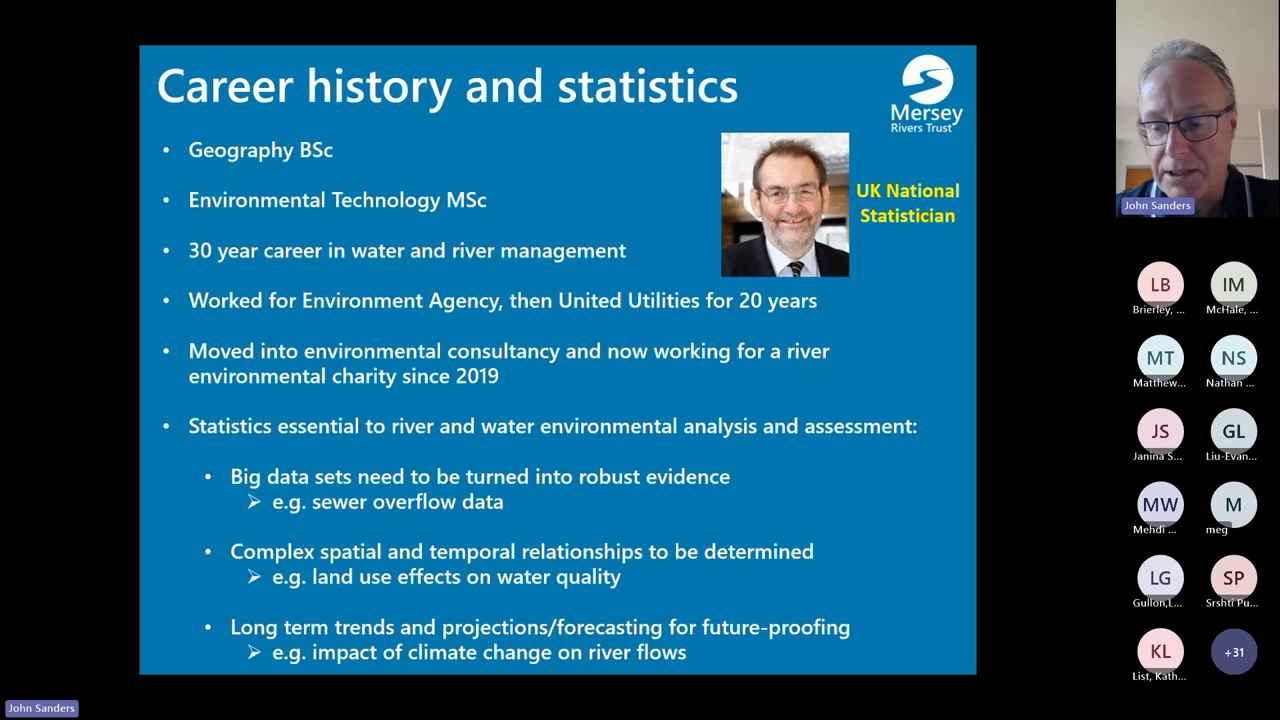 Career history and statistics
Mersey
Rivers Trust
• Geography BSc
UK National
Statistician
• Environmental Technology MSc
• 30 year career in water and river management
• Worked for Environment Agency, then United Utilities for 20 years
• Moved into environmental consultancy and now working for a river
environmental charity since 2019
• Statistics essential to river and water environmental analysis and assessment:
• Big data sets need to be turned into robust evidence
➢ e.g. sewer overflow data
• Complex spatial and temporal relationships to be determined
➢ e.g. land use effects on water quality
• Long term trends and projections/forecasting for future-proofing
➢ e.g. impact of climate change on river flows
John Sanders
LB
Brierley, ...
IM
McHale, ...
MT
Matthew...
NS
Nathan ...
JS
Janina S...
GL
Liu-Evan...
MW
Mehdi ...
M
meg
LG
Gullon,L...
SP
Srshti Pu...
KL
List, Kath...
+31
John Sanders